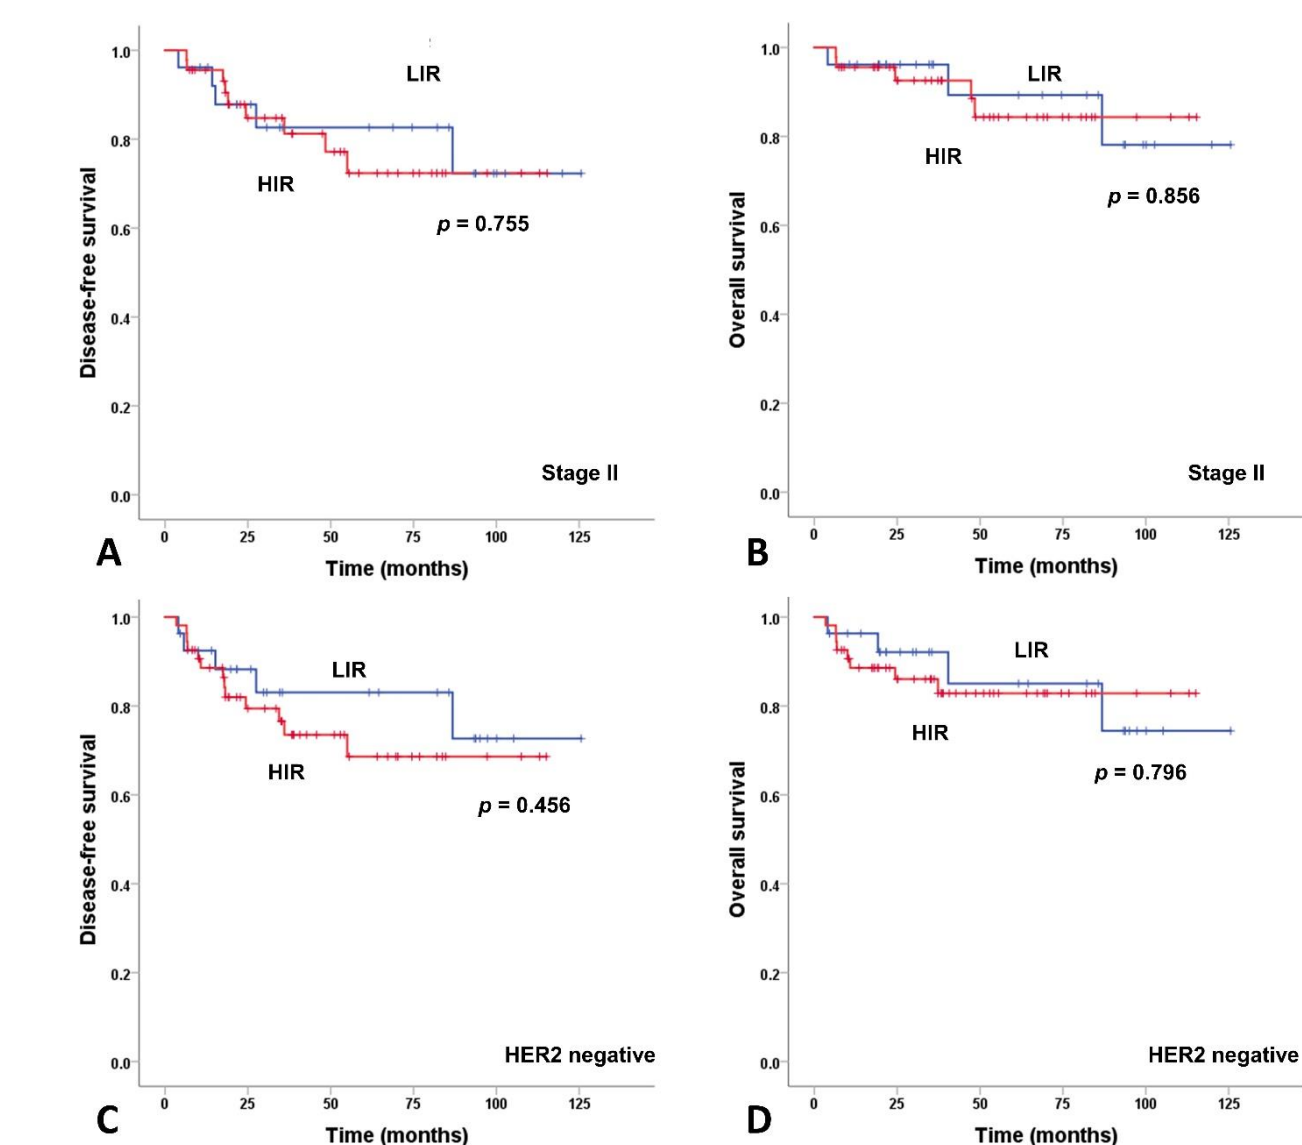 1.0
0.8
0.6
0.4
0.2
0.0
Disease-free survival
LIR
HIR
p = 0.755
Stage II
0 25 50 75 100 125
Time (months)
A
1.0
0.8
0.6
0.4
0.2
0.0
Overall survival
LIR
HIR
p = 0.856
Stage II
0 25 50 75 100 125
Time (months)
B
1.0
0.8
0.6
0.4
0.2
0.0
Disease-free survival
LIR
HIR
p = 0.456
HER2 negative
0 25 50 75 100 125
Time (months)
C
1.0
0.8
0.6
0.4
0.2
0.0
Overall survival
LIR
HIR
p = 0.796
HER2 negative
0 25 50 75 100 125
Time (months)
D